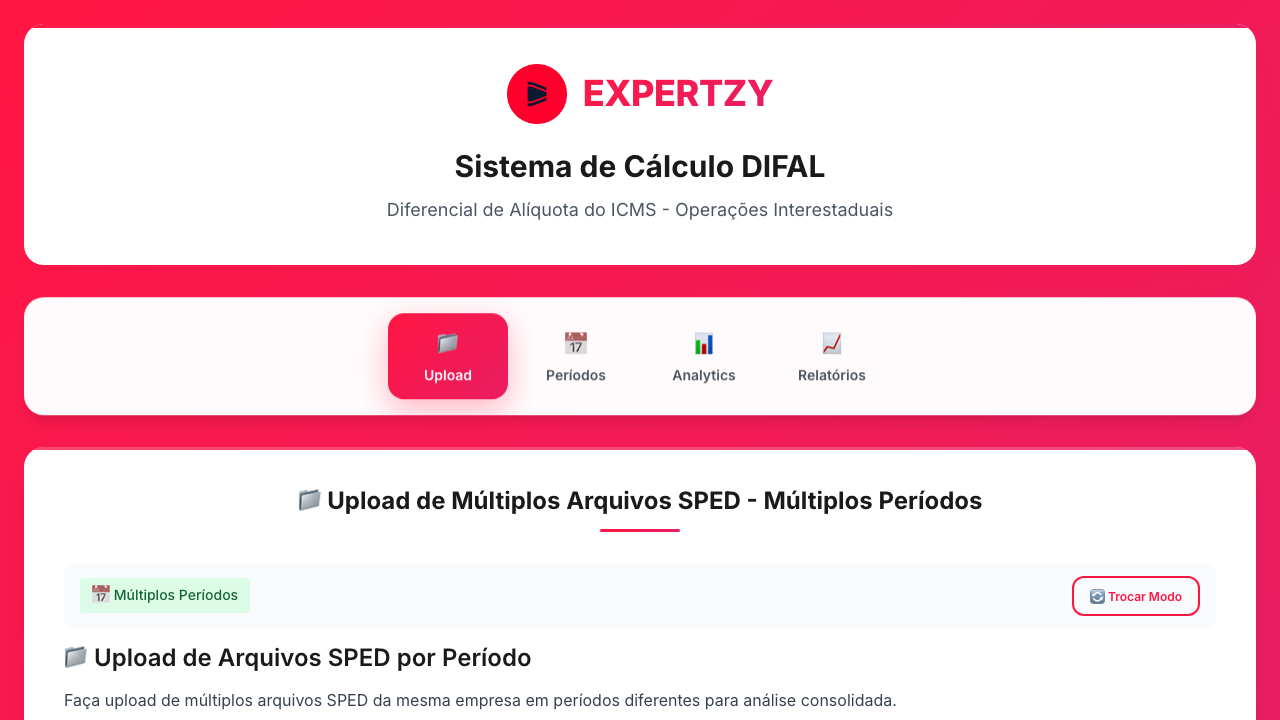 EXPERTZY
Sistema de Cálculo DIFAL
Diferencial de Alíquota do ICMS - Operações Interestaduais
Upload
17
Períodos
Analytics
Relatórios
Upload de Múltiplos Arquivos SPED - Múltiplos Períodos
17 Múltiplos Períodos
Trocar Modo
Upload de Arquivos SPED por Período
Faça upload de múltiplos arquivos SPED da mesma empresa em períodos diferentes para análise consolidada.